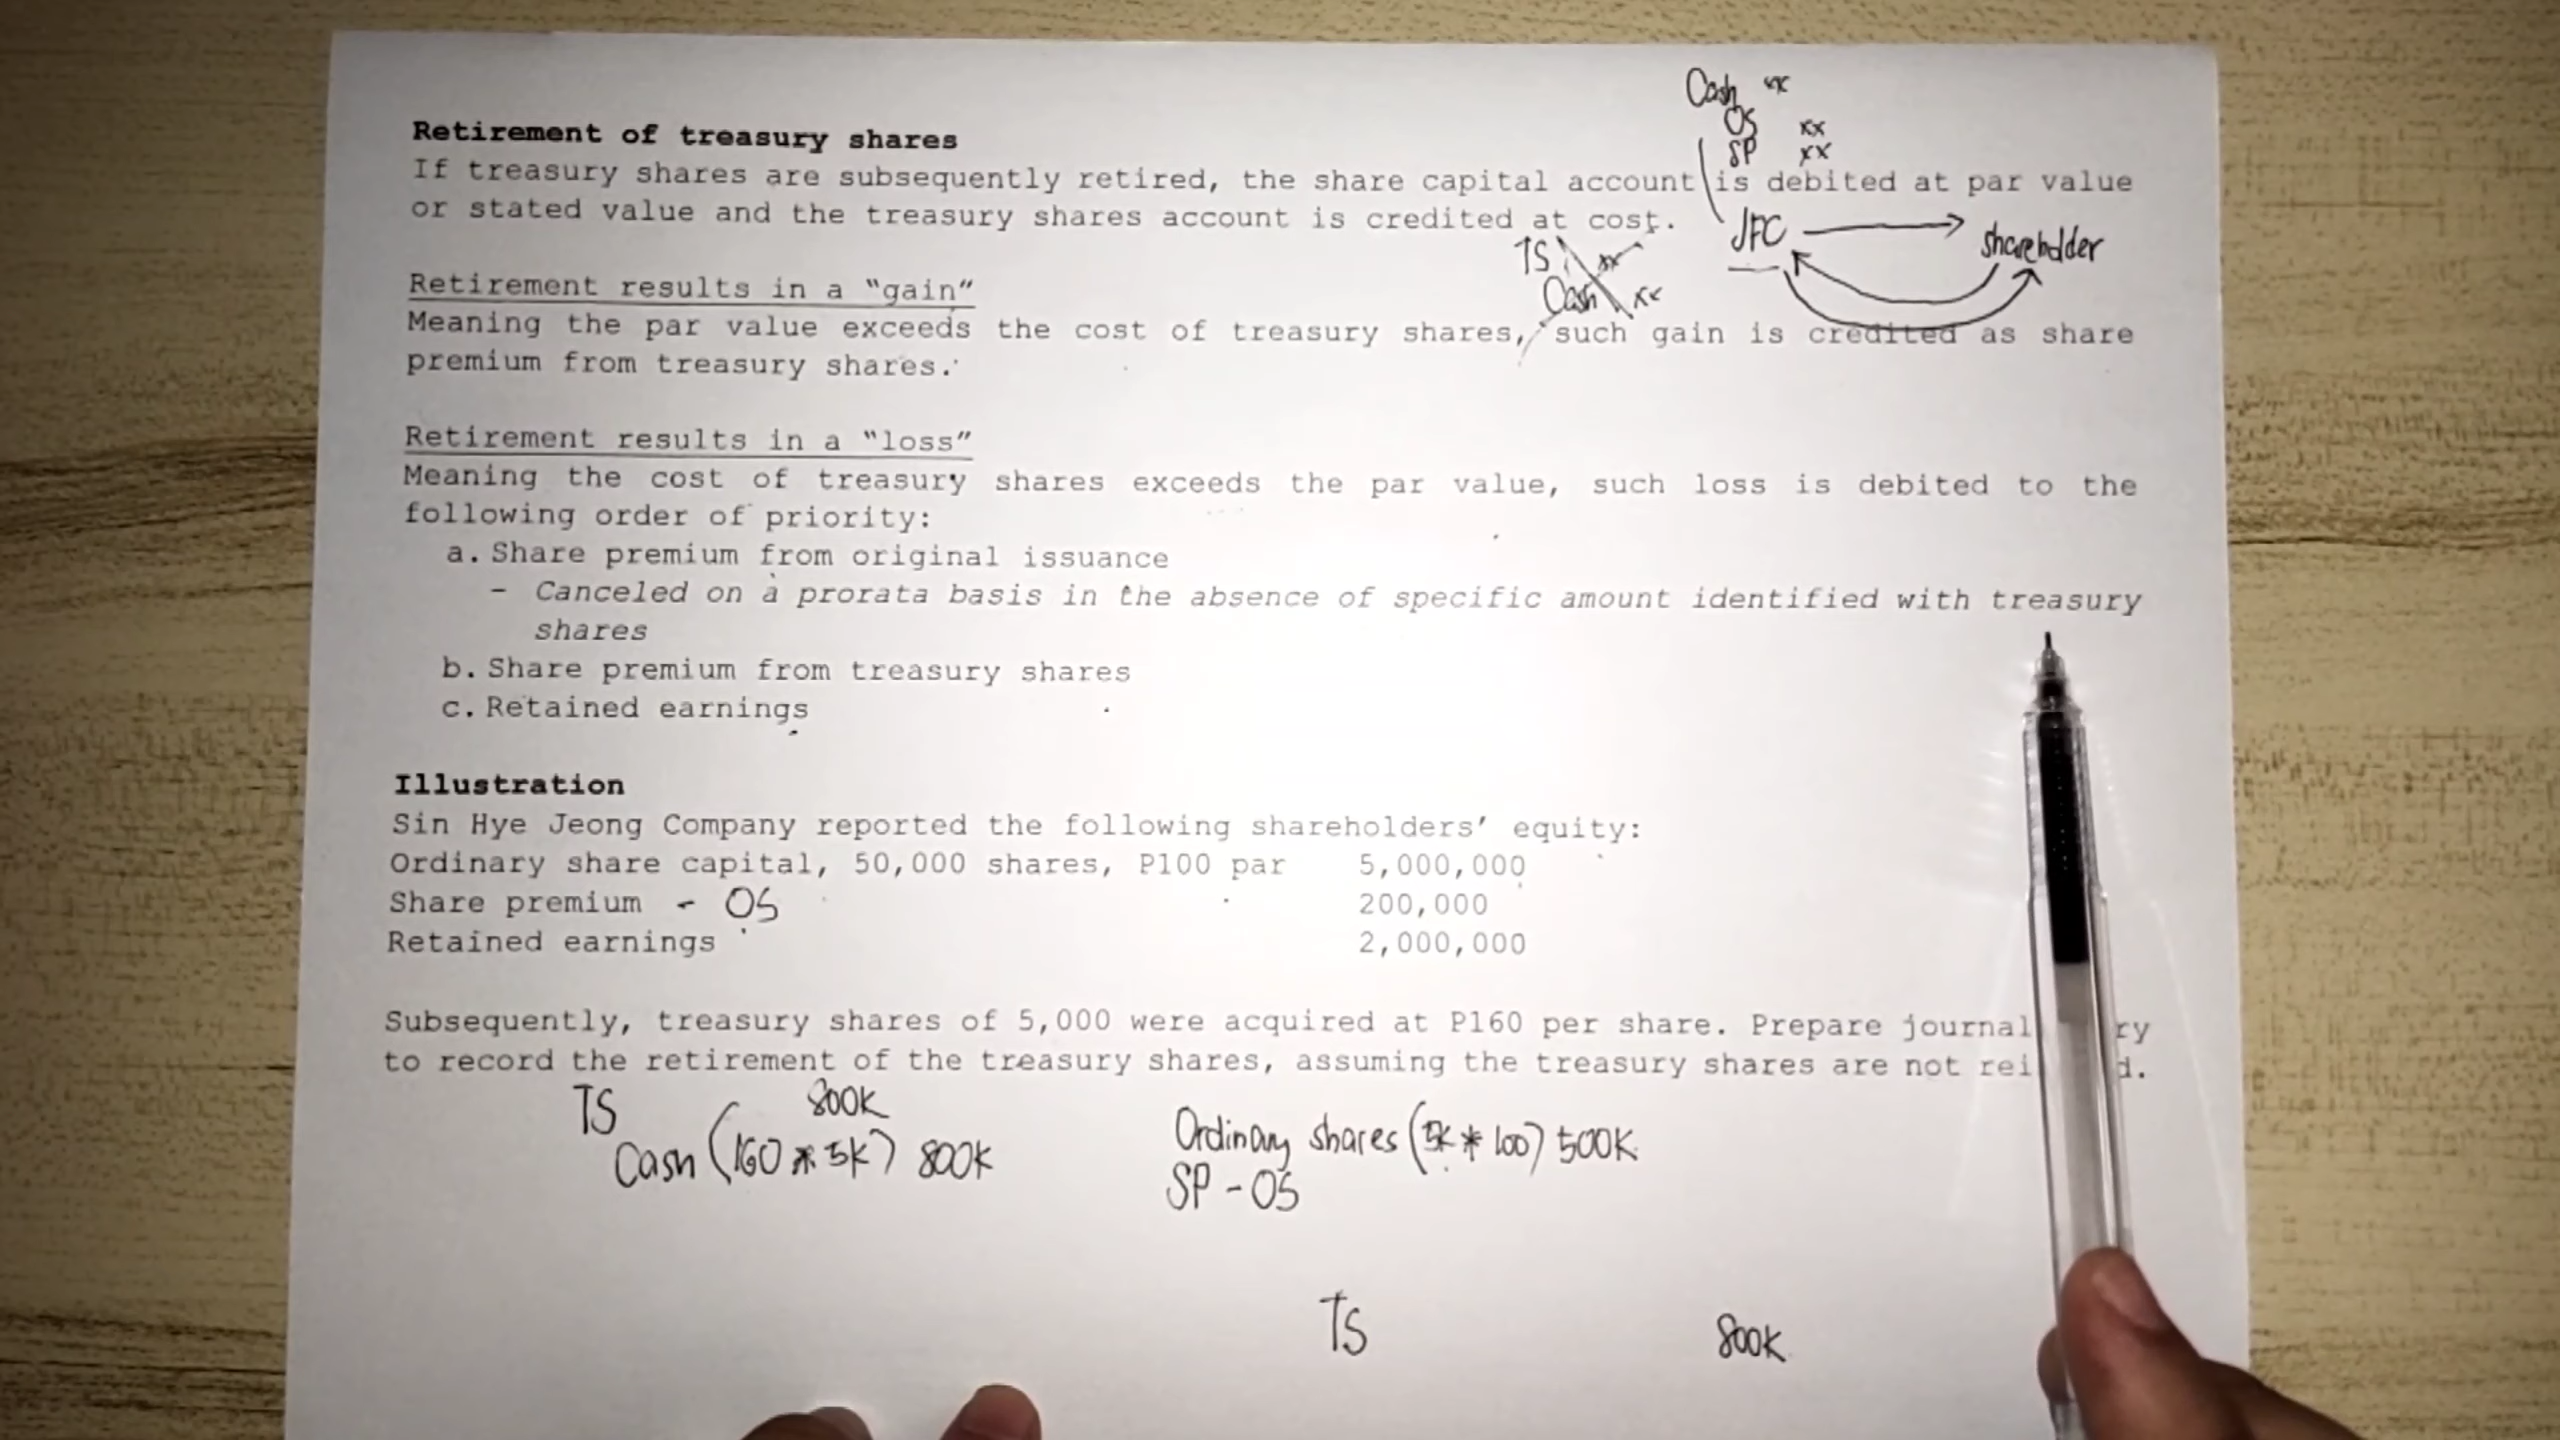 Cash xx
OS xx
SP xx
Retirement of treasury shares
If treasury shares are subsequently retired, the share capital account is debited at par value
or stated value and the treasury shares account is credited at cost.
JFC shareholder
TS xx
Cash xx
Retirement results in a “gain”
Meaning the par value exceeds the cost of treasury shares, such gain is credited as share
premium from treasury shares.
Retirement results in a “loss”
Meaning the cost of treasury shares exceeds the par value, such loss is debited to the
following order of priority:
a. Share premium from original issuance
- Canceled on a prorata basis in the absence of specific amount identified with treasury
shares
b. Share premium from treasury shares
c. Retained earnings
Illustration
Sin Hye Jeong Company reported the following shareholders’ equity:
Ordinary share capital, 50,000 shares, P100 par 5,000,000
Share premium - OS 200,000
Retained earnings 2,000,000
Subsequently, treasury shares of 5,000 were acquired at P160 per share. Prepare journal
to record the retirement of the treasury shares, assuming the treasury shares are not
TS 800K
Cash (160 * 5K) 800K
Ordinary shares (5K * 100) 500K
SP - OS
TS 800K